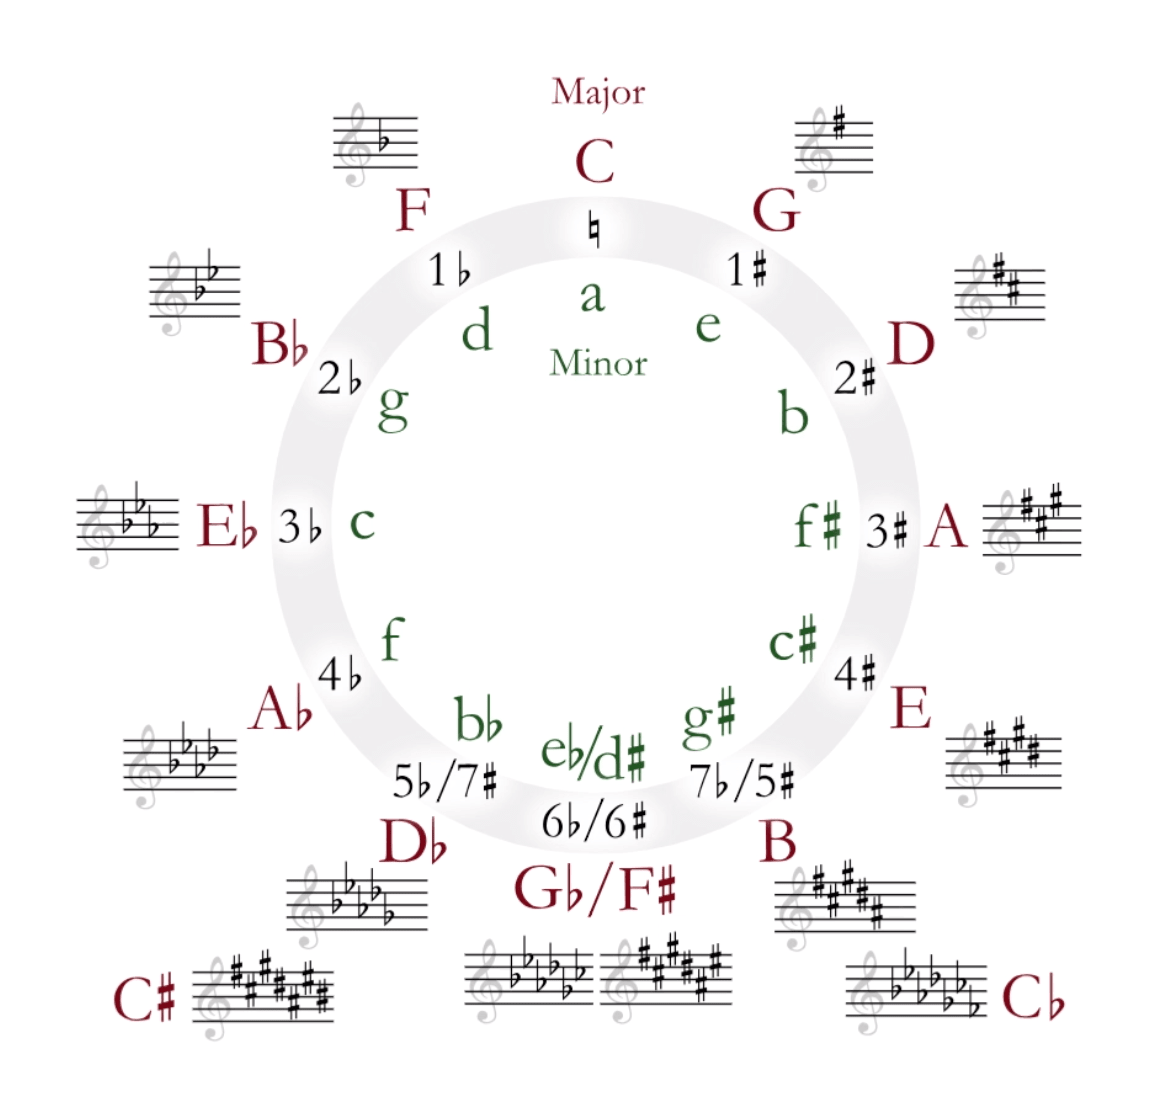 Major
C
F
G
♮
1♭
1♯
a
d
e
Minor
B♭
D
2♭
2♯
g
b
E♭
3♭
c
f♯
3♯
A
f
c♯
4♭
4♯
A♭
E
b♭
e♭/d♯
g♯
5♭/7♯
6♭/6♯
7♭/5♯
D♭
G♭/F♯
B
C♯
C♭